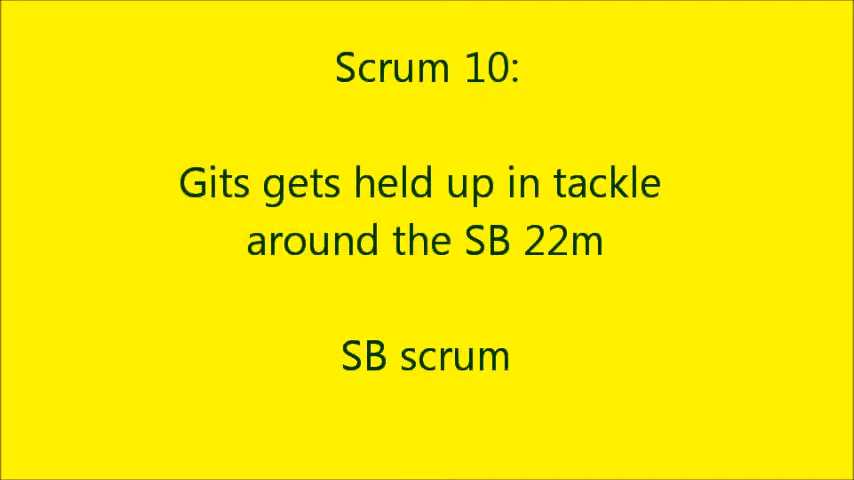 Scrum 10:
Gits gets held up in tackle
around the SB 22m
SB scrum